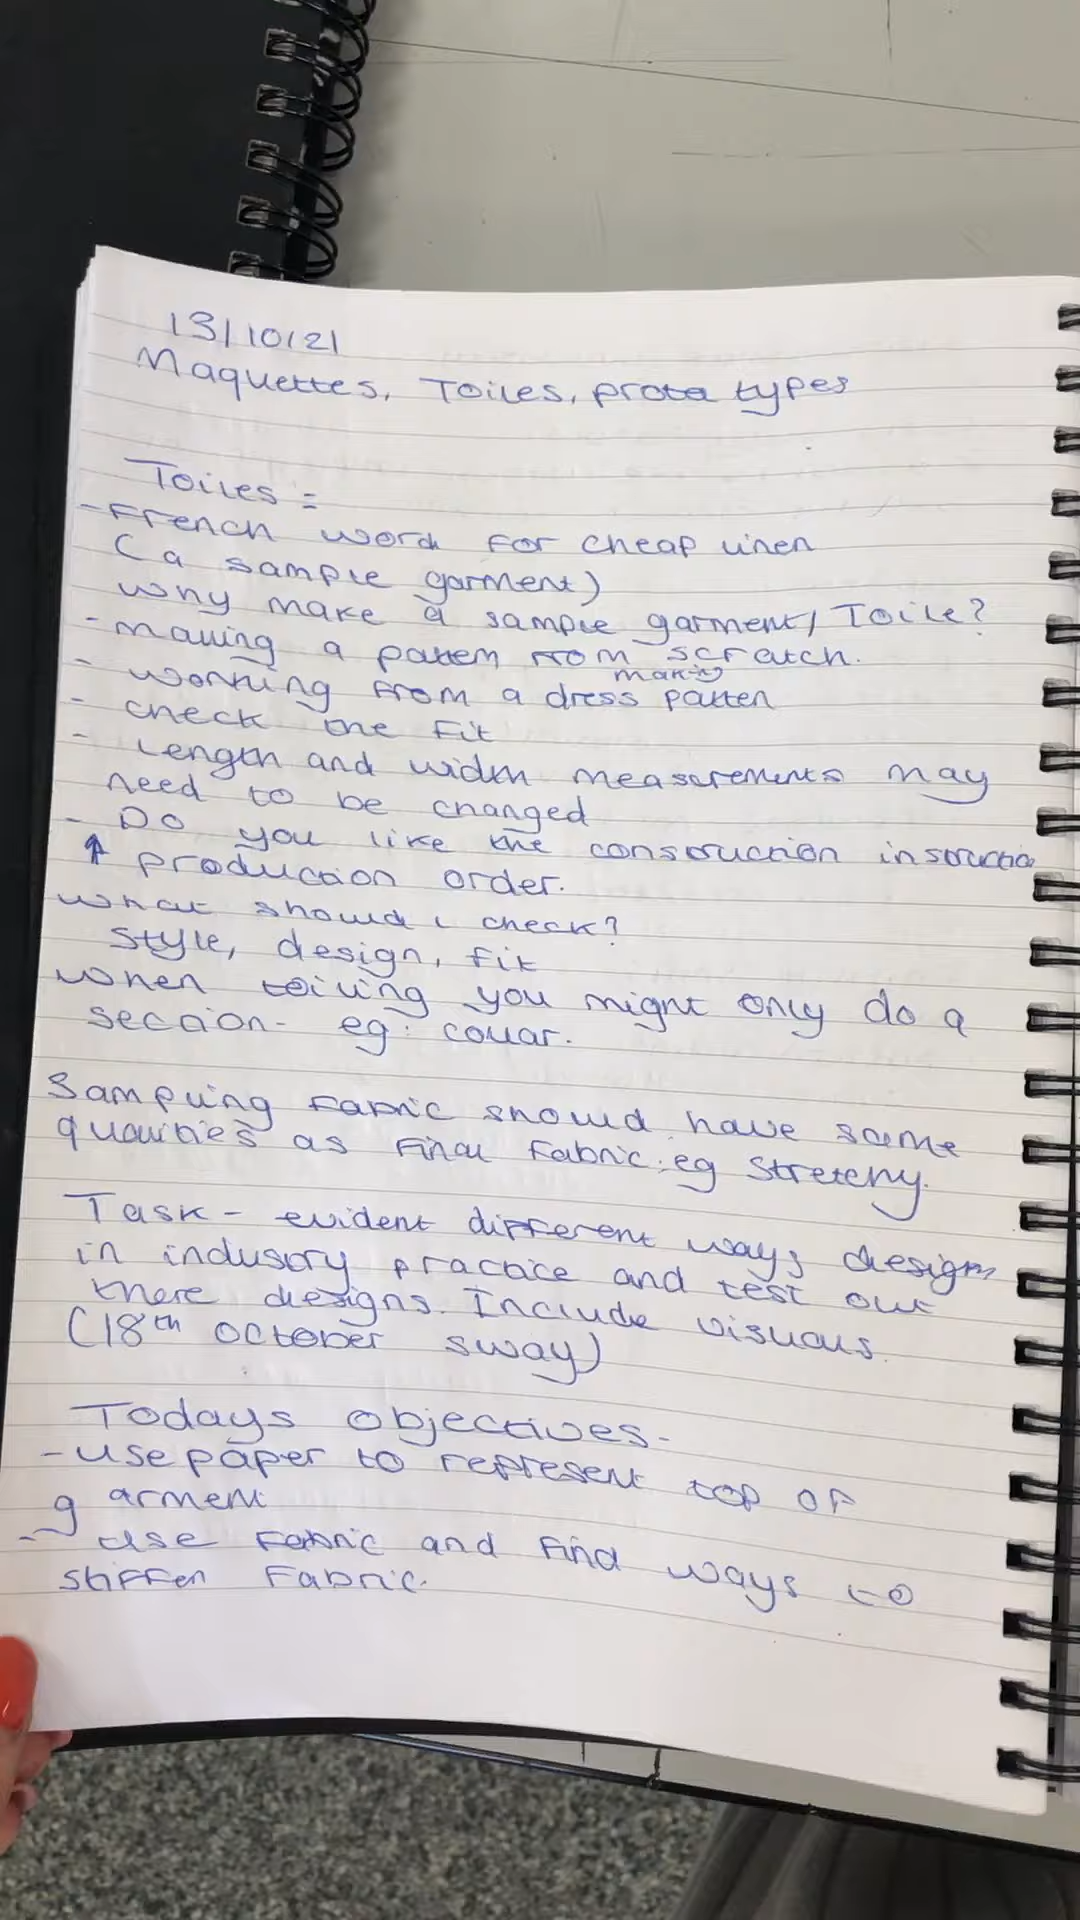 13/10/21
Maquettes, Toiles, prota types
Toiles =
- French word for cheap linen
(a sample garment)
why make a sample garment/Toile?
- making a pattern from scratch.
making
- working from a dress patten
- check the fit
- Length and width measurements may
need to be changed
- Do you like the construction instructio
↑ production order.
what should i check?
Style, design, fit
when toiling you might only do a
section - eg: collar.
Sampling fabric should have same
qualities as final fabric. eg stretchy.
Task - evident different ways design
in industry practice and test out
there designs. Include visuals.
(18th october sway)
Todays objectives -
- use paper to represent top of
garment
- use fabric and find ways to
stiffen fabric.